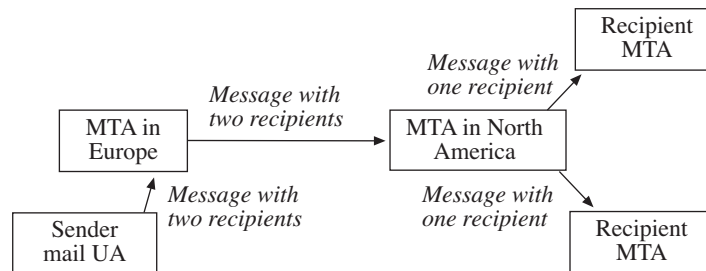 Recipient
MTA
Message with
one recipient
Message with
two recipients
MTA in
Europe
MTA in North
America
Message with
two recipients
Message with
one recipient
Sender
mail UA
Recipient
MTA